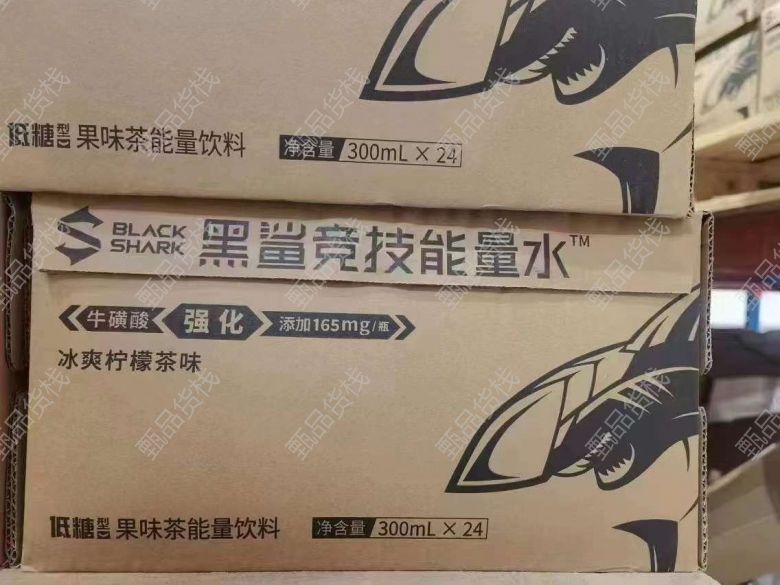 低糖型 果味茶能量饮料 净含量 300mL × 24
BLACK
SHARK
黑鲨竞技能量水™
牛磺酸 强化 添加165mg/瓶
冰爽柠檬茶味
低糖型 果味茶能量饮料 净含量 300mL × 24
甄品货栈